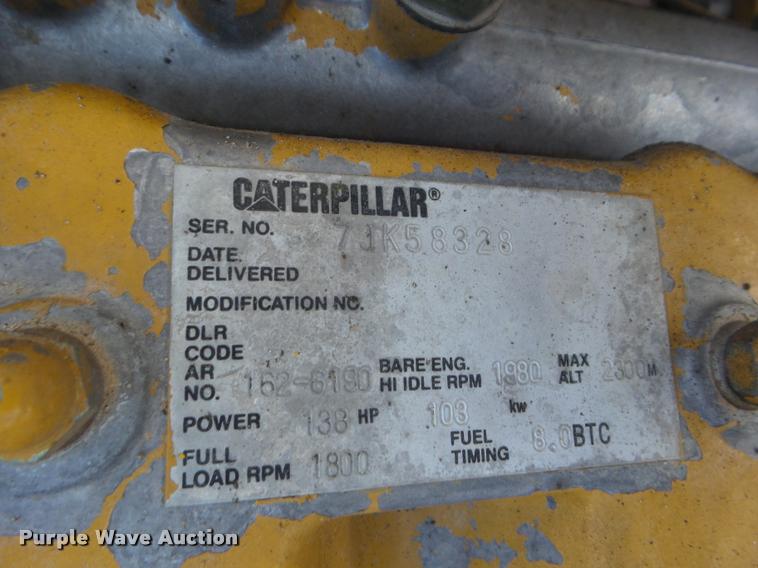 CATERPILLAR®
SER. NO. 7JK58328
DATE.
DELIVERED
MODIFICATION NO.
DLR
CODE
AR
NO. 162-6190 BARE ENG.
HI IDLE RPM 1980 MAX
ALT 2300M
POWER 138 HP 103 kw
FULL
LOAD RPM 1800 FUEL
TIMING 8.0BTC
Purple Wave Auction